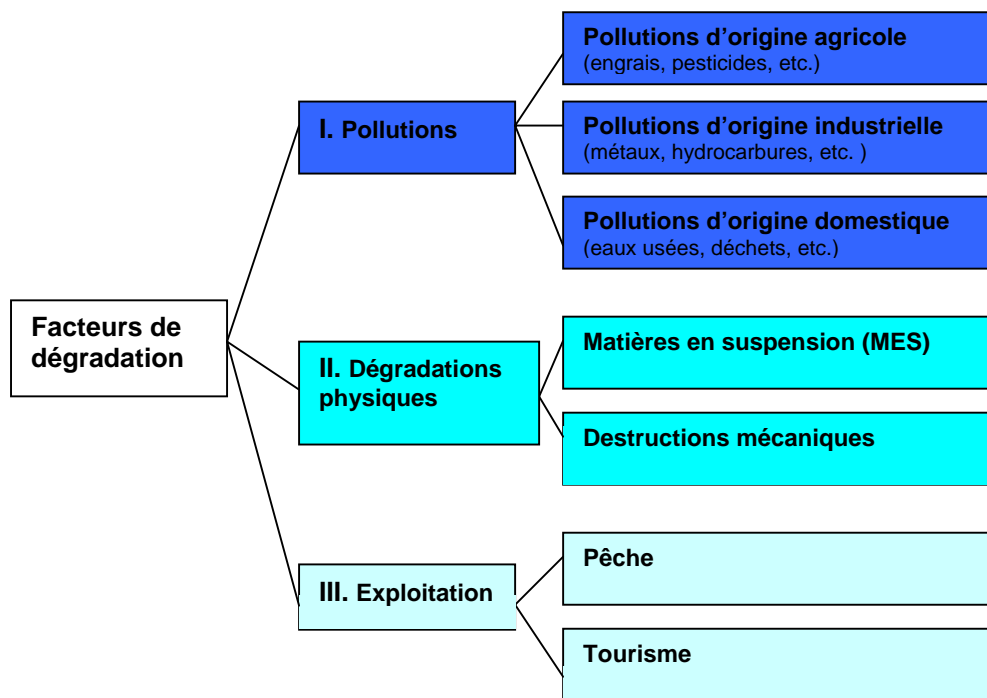 Facteurs de
dégradation
I. Pollutions
Pollutions d'origine agricole
(engrais, pesticides, etc.)
Pollutions d'origine industrielle
(métaux, hydrocarbures, etc. )
Pollutions d'origine domestique
(eaux usées, déchets, etc.)
II. Dégradations
physiques
Matières en suspension (MES)
Destructions mécaniques
III. Exploitation
Pêche
Tourisme